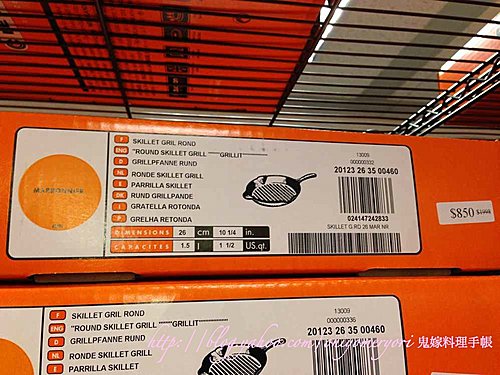 MARRONNIER
F SKILLET GRIL ROND
ENG "ROUND SKILLET GRILL """""GRILLIT"
D GRILLPFANNE RUND
NL RONDE SKILLET GRILL
E PARRILLA SKILLET
DK RUND GRILLPANDE
I GRATELLA ROTONDA
P GRELHA RETONDA
DIMENSIONS 26 cm 10 1/4 in.
CAPACITES 1.5 l 1 1/2 US.qt.
13009
000000332
20123 26 35 00460
024147242833
SKILLET G.RD 26 MAR.NR
$850
F SKILLET GRIL ROND
ENG "ROUND SKILLET GRILL """""GRILLIT"
D GRILLPFANNE RUND
NL RONDE SKILLET GRILL
E PARRILLA SKILLET
13009
000000336
20123 26 35 00460
鬼嫁料理手帳